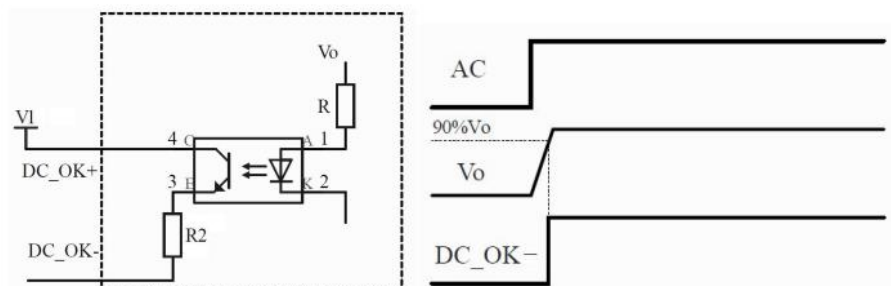 Vo
R
V1
4 C
A 1
DC_OK+
3 E
K 2
R2
DC_OK-
AC
90%Vo
Vo
DC_OK−